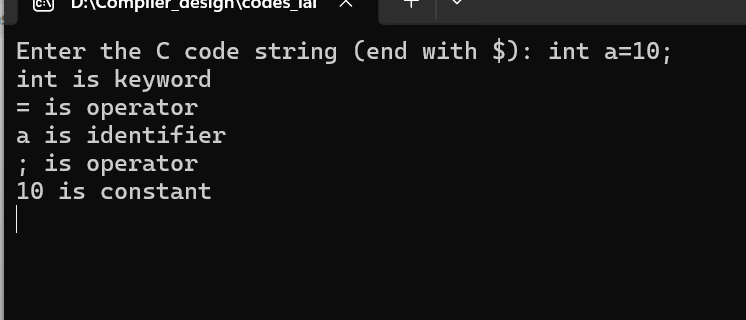 D:\Compiler_design\codes_lal
Enter the C code string (end with $): int a=10;
int is keyword
= is operator
a is identifier
; is operator
10 is constant